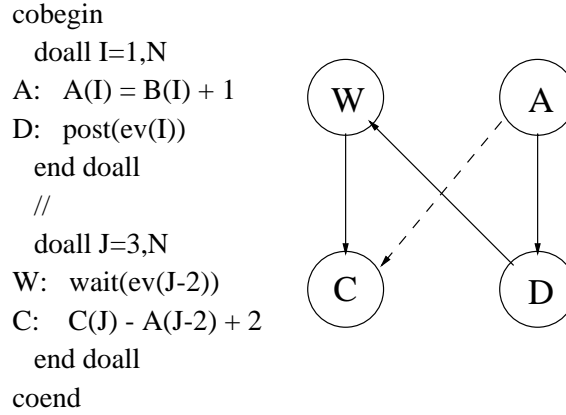 cobegin
doall I=1,N
A: A(I) = B(I) + 1
D: post(ev(I))
end doall
//
doall J=3,N
W: wait(ev(J-2))
C: C(J) - A(J-2) + 2
end doall
coend
W
A
C
D